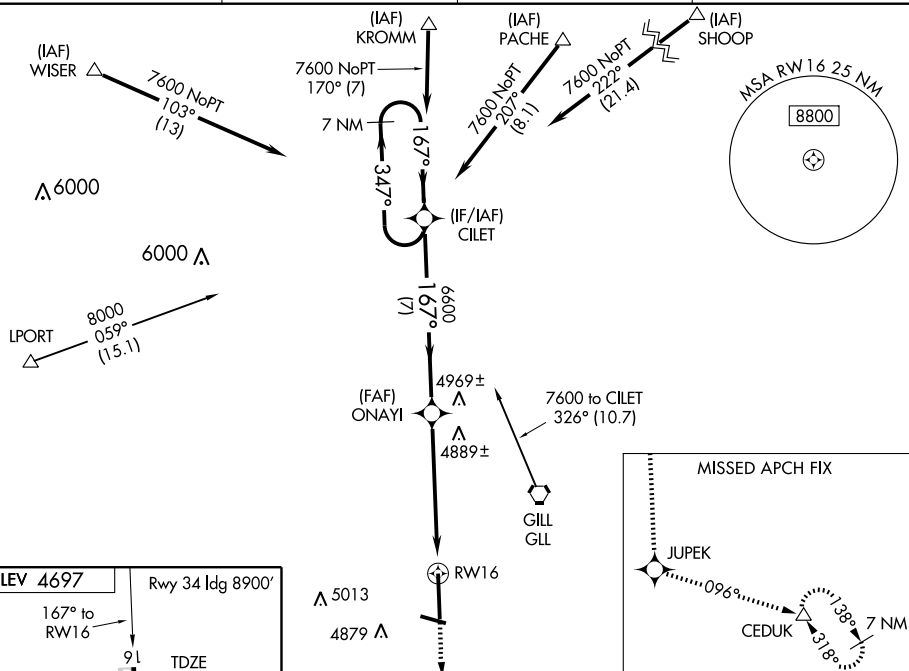 (IAF)
WISER
7600 NoPT
103°
(13)
(IAF)
KROMM
7600 NoPT
170° (7)
(IAF)
PACHE
7600 NoPT
207°
(8.1)
(IAF)
SHOOP
7600 NoPT
222°
(21.4)
MSA RW16 25 NM
8800
7 NM
167°
347°
(IF/IAF)
CILET
6000
6000
LPORT
8000
059°
(15.1)
6900
167°
(7)
(FAF)
ONAYI
4969±
4889±
7600 to CILET
326° (10.7)
GILL
GLL
RW16
5013
4879
LEV 4697
Rwy 34 ldg 8900'
167° to
RW16
16
TDZE
MISSED APCH FIX
JUPEK
096°
CEDUK
138°
318°
7 NM